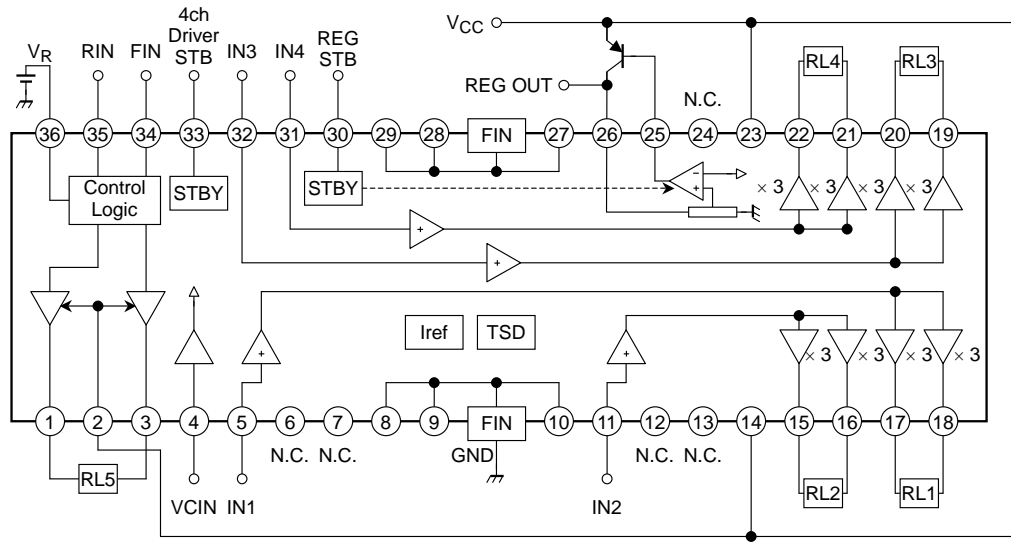 4ch
Driver
STB
REG
STB
VCC
VR
RIN
FIN
IN3
IN4
REG OUT
N.C.
RL4
RL3
36
35
34
33
32
31
30
29
28
FIN
27
26
25
24
23
22
21
20
19
Control
Logic
STBY
STBY
× 3
× 3
× 3
× 3
Iref
TSD
× 3
× 3
× 3
× 3
1
2
3
4
5
6
7
8
9
FIN
10
11
12
13
14
15
16
17
18
N.C.
N.C.
GND
N.C.
N.C.
RL5
VCIN
IN1
IN2
RL2
RL1